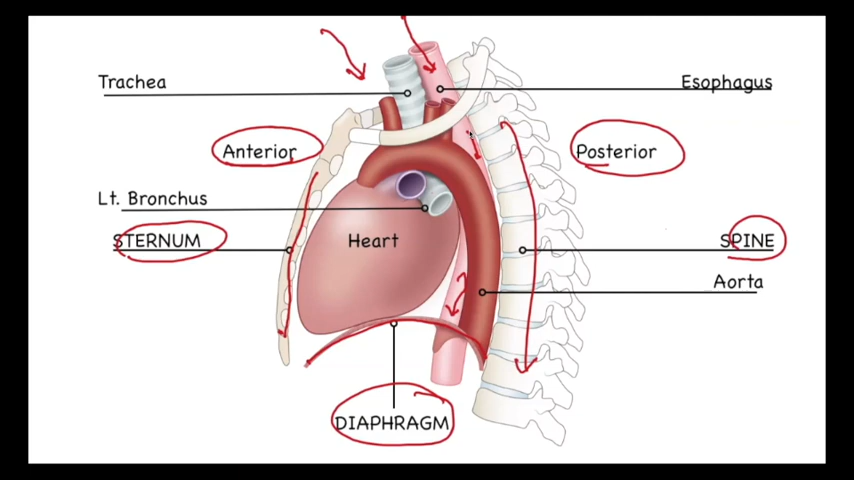 Trachea
Esophagus
Anterior
Posterior
Lt. Bronchus
STERNUM
Heart
SPINE
Aorta
DIAPHRAGM